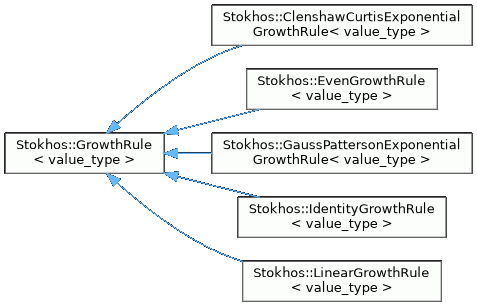 Stokhos::ClenshawCurtisExponential
GrowthRule< value_type >
Stokhos::EvenGrowthRule
< value_type >
Stokhos::GrowthRule
< value_type >
Stokhos::GaussPattersonExponential
GrowthRule< value_type >
Stokhos::IdentityGrowthRule
< value_type >
Stokhos::LinearGrowthRule
< value_type >